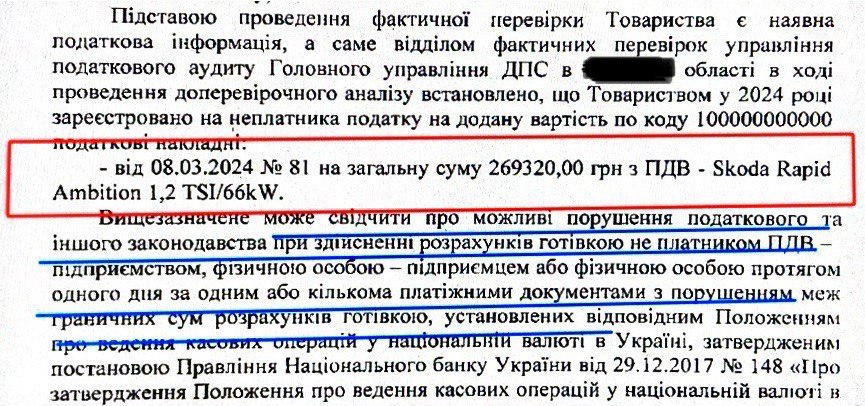 Підставою проведення фактичної перевірки Товариства є наявна
податкова інформація, а саме відділом фактичних перевірок управління
податкового аудиту Головного управління ДПС в області в ході
проведення доперевірочного аналізу встановлено, що Товариством у 2024 році
зареєстровано на неплатника податку на додану вартість по коду 100000000000
податкові накладні:
- від 08.03.2024 № 81 на загальну суму 269320,00 грн з ПДВ - Skoda Rapid
Ambition 1,2 TSI/66kW.
Вищезазначене може свідчити про можливі порушення податкового та
іншого законодавства при здійсненні розрахунків готівкою не платником ПДВ –
підприємством, фізичною особою – підприємцем або фізичною особою протягом
одного дня за одним або кількома платіжними документами з порушенням меж
граничних сум розрахунків готівкою, установлених відповідним Положенням
про ведення касових операцій у національній валюті в Україні, затвердженим
постановою Правління Національного банку України від 29.12.2017 № 148 «Про
затвердження Положення про ведення касових операцій у національній валюті в